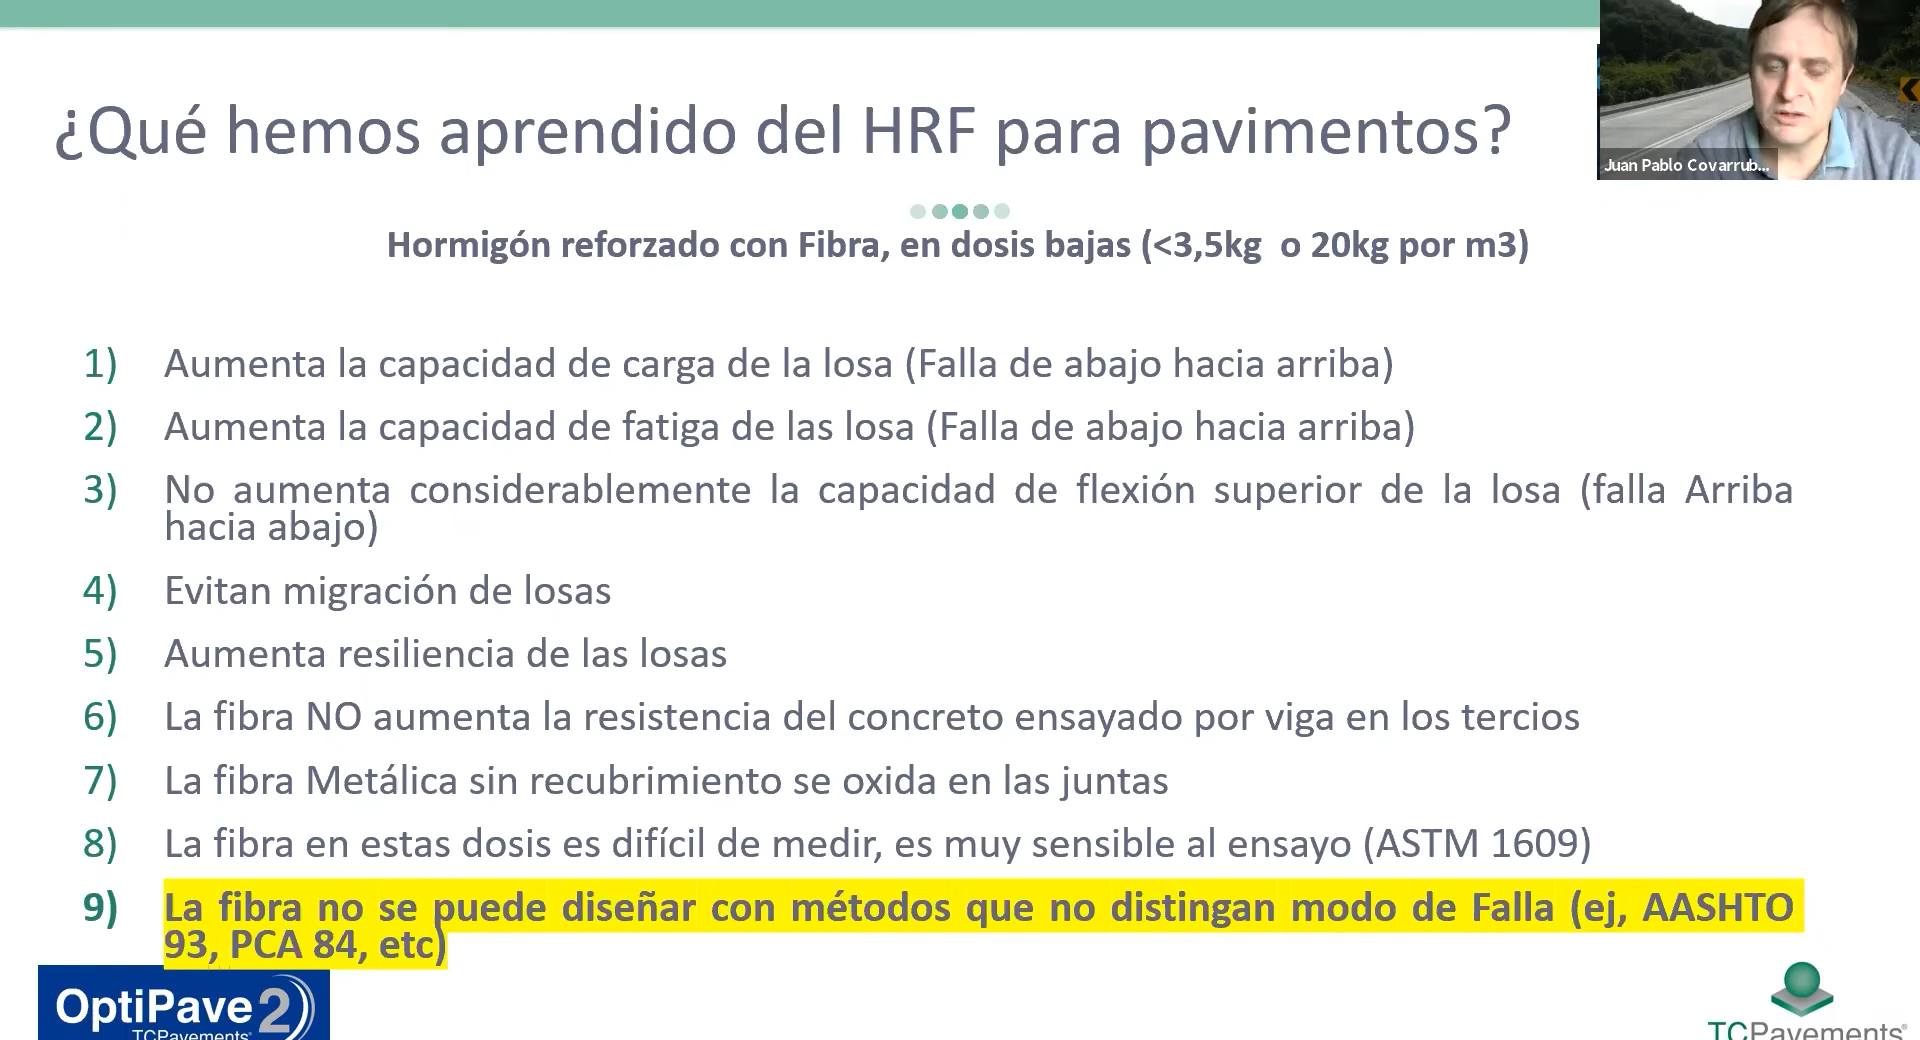 ¿Qué hemos aprendido del HRF para pavimentos?
Juan Pablo Covarrub...
Hormigón reforzado con Fibra, en dosis bajas (<3,5kg o 20kg por m3)
1) Aumenta la capacidad de carga de la losa (Falla de abajo hacia arriba)
2) Aumenta la capacidad de fatiga de las losa (Falla de abajo hacia arriba)
3) No aumenta considerablemente la capacidad de flexión superior de la losa (falla Arriba
hacia abajo)
4) Evitan migración de losas
5) Aumenta resiliencia de las losas
6) La fibra NO aumenta la resistencia del concreto ensayado por viga en los tercios
7) La fibra Metálica sin recubrimiento se oxida en las juntas
8) La fibra en estas dosis es difícil de medir, es muy sensible al ensayo (ASTM 1609)
9) La fibra no se puede diseñar con métodos que no distingan modo de Falla (ej, AASHTO
93, PCA 84, etc)
OptiPave 2
TCPavements®
TCPavements®